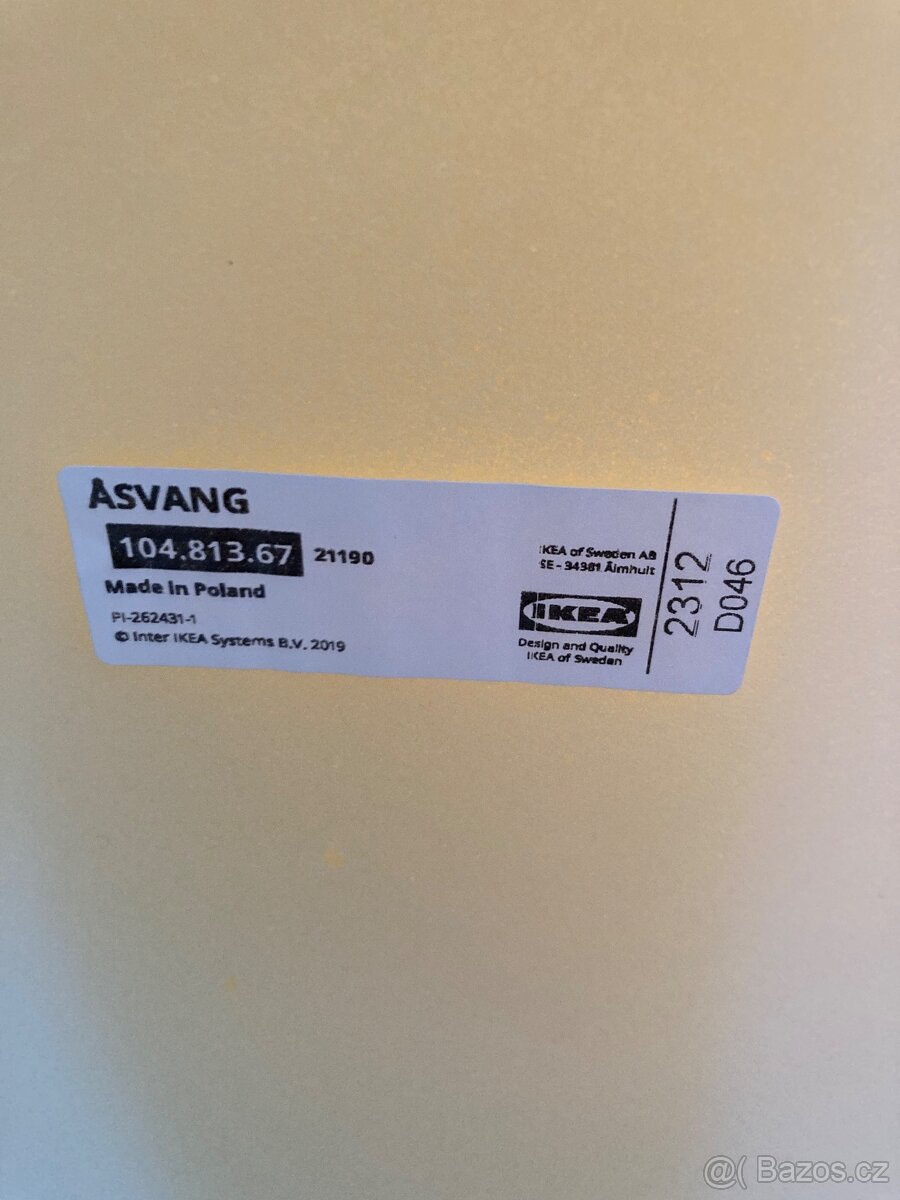 ÅSVANG
104.813.67 21190
Made in Poland
PI-262431-1
© Inter IKEA Systems B.V. 2019
IKEA of Sweden AB
SE - 34381 Älmhult
IKEA
Design and Quality
IKEA of Sweden
2312
D046
@( Bazos.cz